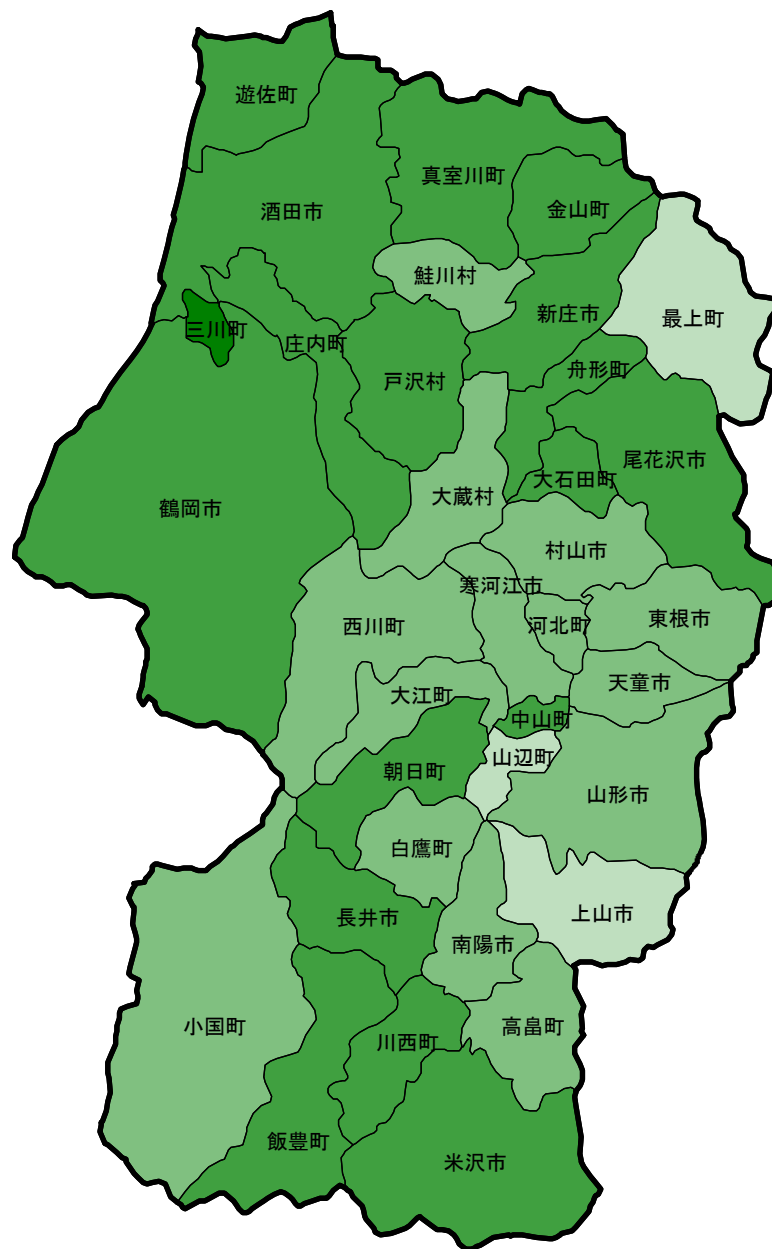 遊佐町
真室川町
金山町
酒田市
鮭川村
新庄市
最上町
三川町
庄内町
舟形町
戸沢村
尾花沢市
大石田町
大蔵村
鶴岡市
村山市
寒河江市
河北町
東根市
西川町
天童市
大江町
中山町
山辺町
朝日町
山形市
白鷹町
上山市
長井市
南陽市
小国町
高畠町
川西町
飯豊町
米沢市